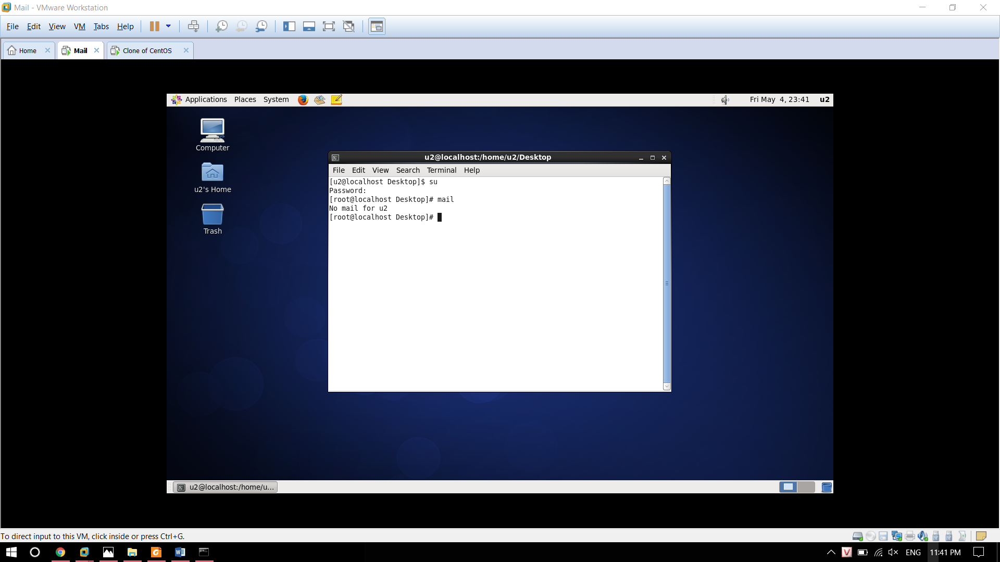 Mail - VMware Workstation
File Edit View VM Tabs Help
Home Mail Clone of CentOS
Applications Places System Fri May 4, 23:41 u2
Computer
u2's Home
Trash
u2@localhost:/home/u2/Desktop
File Edit View Search Terminal Help
[u2@localhost Desktop]$ su
Password:
[root@localhost Desktop]# mail
No mail for u2
[root@localhost Desktop]#
u2@localhost:/home/u...
To direct input to this VM, click inside or press Ctrl+G.
ENG 11:41 PM